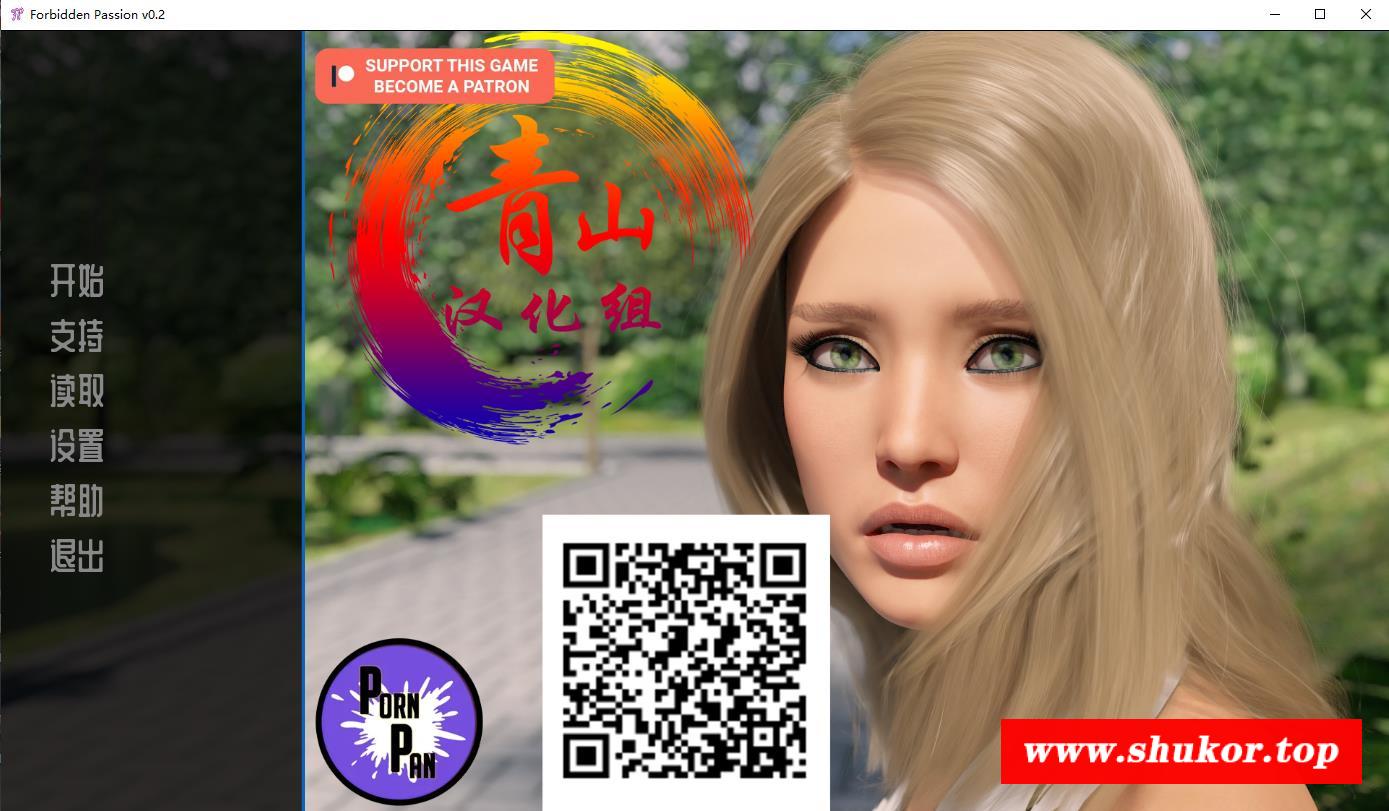 Forbidden Passion v0.2
SUPPORT THIS GAME
BECOME A PATRON
青山
汉化组
开始
支持
读取
设置
帮助
退出
PORN
PAN
www.shukor.top